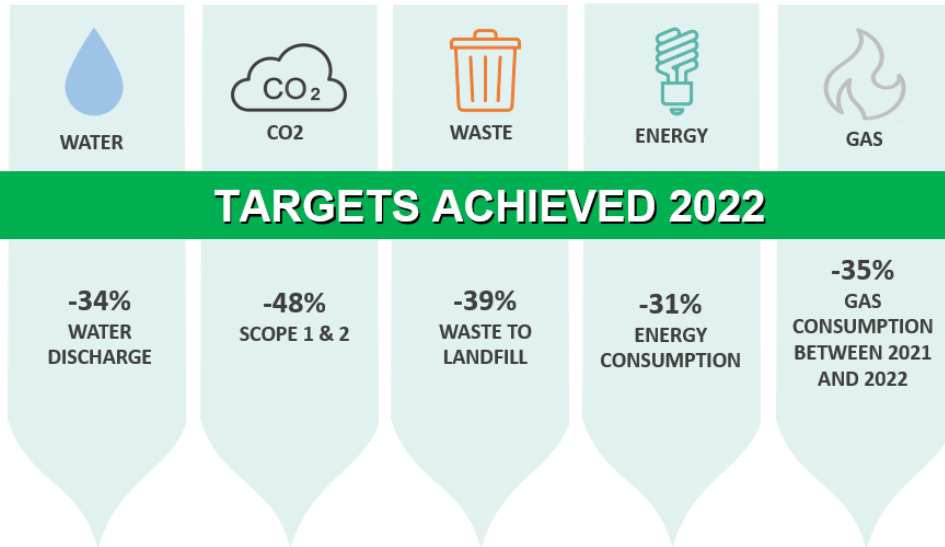 CO2
WATER
CO2
WASTE
ENERGY
GAS
TARGETS ACHIEVED 2022
-34%
WATER
DISCHARGE
-48%
SCOPE 1 & 2
-39%
WASTE TO
LANDFILL
-31%
ENERGY
CONSUMPTION
-35%
GAS
CONSUMPTION
BETWEEN 2021
AND 2022